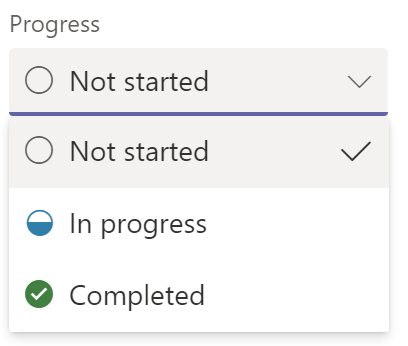 Progress
Not started
Not started
In progress
Completed